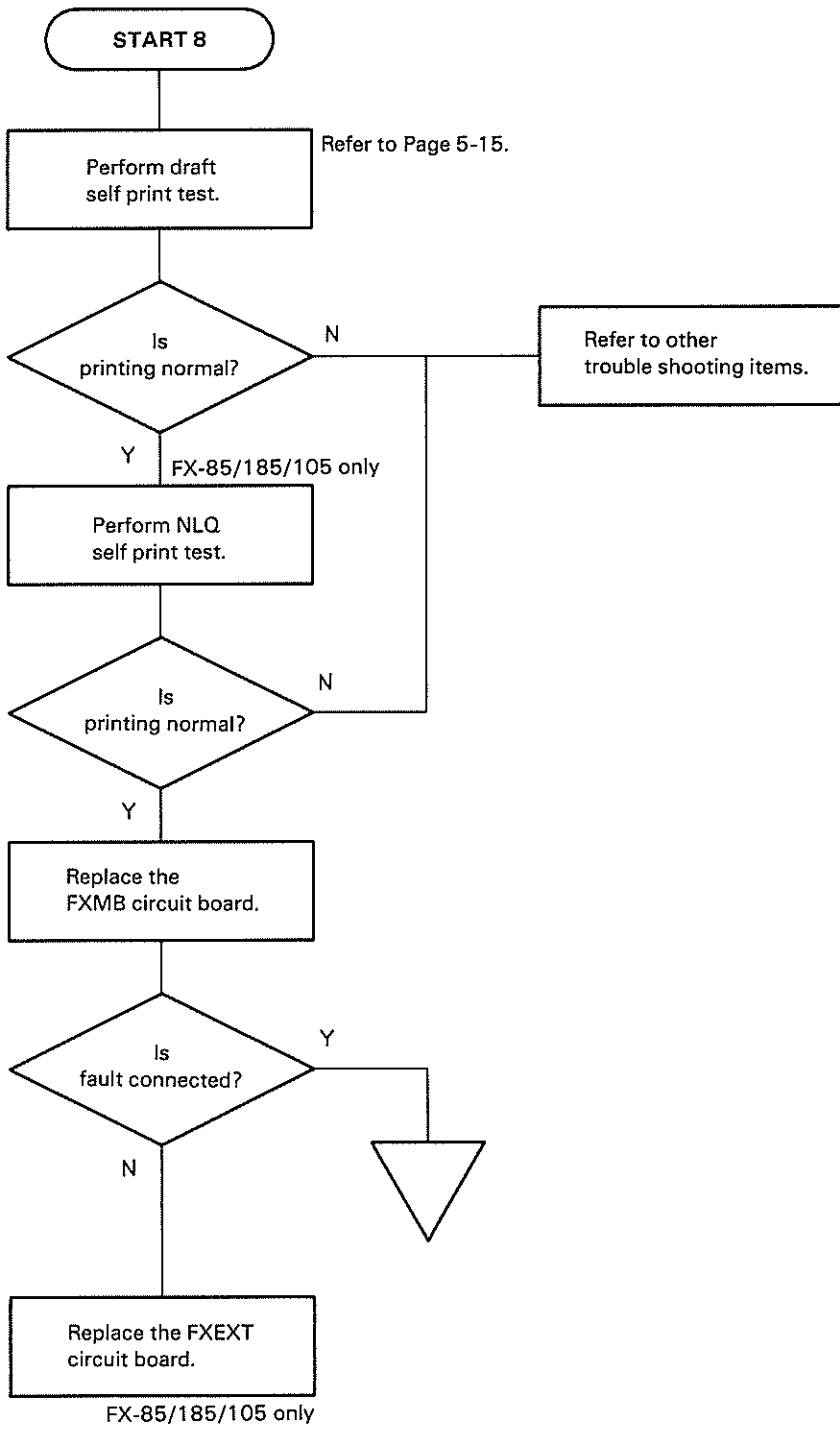 START 8
Refer to Page 5-15.
Perform draft
self print test.
Is
printing normal?
N
Refer to other
trouble shooting items.
Y
FX-85/185/105 only
Perform NLQ
self print test.
Is
printing normal?
N
Y
Replace the
FXMB circuit board.
Is
fault connected?
Y
N
Replace the FXEXT
circuit board.
FX-85/185/105 only